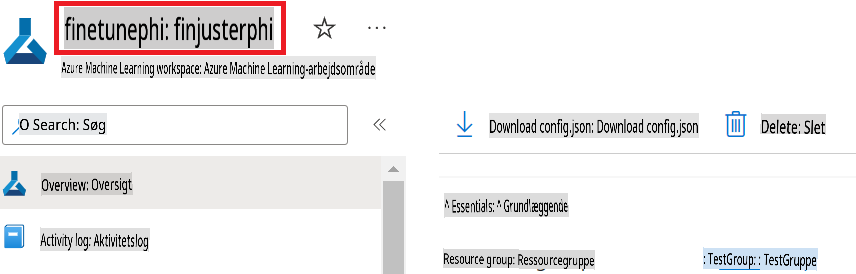 finetunephi: finjusterphi
Azure Machine Learning workspace: Azure Machine Learning-arbejdsområde
O Search: Søg
Download config.json: Download config.json
Delete: Slet
Overview: Oversigt
^ Essentials: ^ Grundlæggende
Activity log: Aktivitetslog
Resource group: Ressourcegruppe
: TestGroup: : TestGruppe